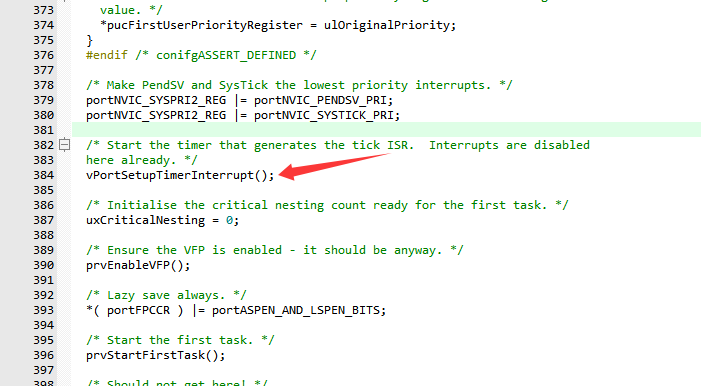 373 value. */
374 *pucFirstUserPriorityRegister = ulOriginalPriority;
375 }
376 #endif /* conifgASSERT_DEFINED */
377
378 /* Make PendSV and SysTick the lowest priority interrupts. */
379 portNVIC_SYSPRI2_REG |= portNVIC_PENDSV_PRI;
380 portNVIC_SYSPRI2_REG |= portNVIC_SYSTICK_PRI;
381
382 /* Start the timer that generates the tick ISR.  Interrupts are disabled
383 here already. */
384 vPortSetupTimerInterrupt();
385
386 /* Initialise the critical nesting count ready for the first task. */
387 uxCriticalNesting = 0;
388
389 /* Ensure the VFP is enabled - it should be anyway. */
390 prvEnableVFP();
391
392 /* Lazy save always. */
393 *( portFPCCR ) |= portASPEN_AND_LSPEN_BITS;
394
395 /* Start the first task. */
396 prvStartFirstTask();
397
398 /* Should not get here! */